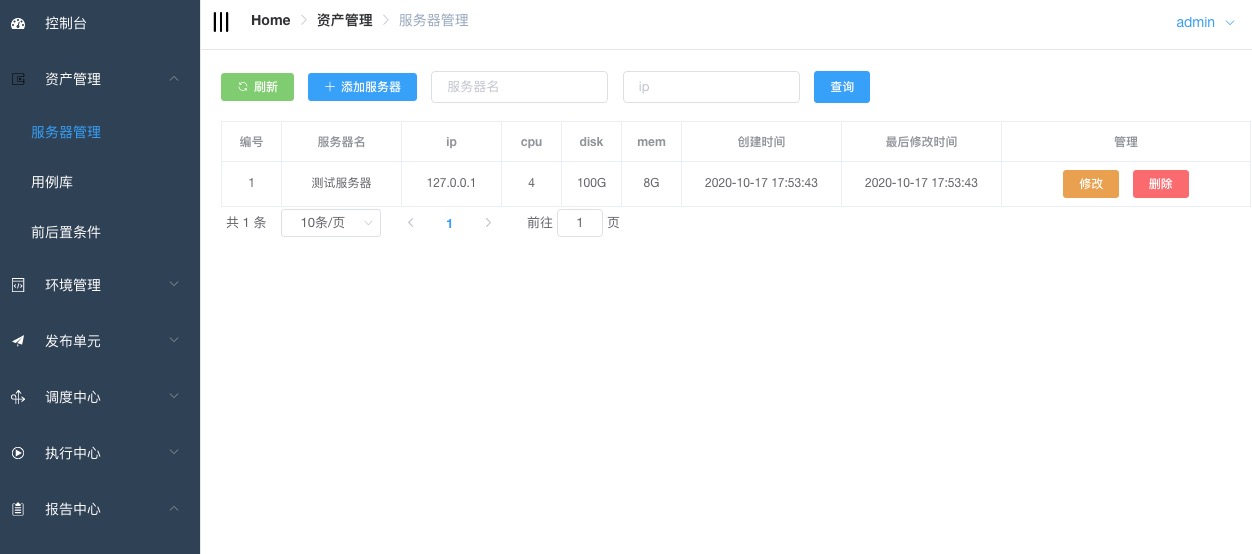 控制台
资产管理
服务器管理
用例库
前后置条件
环境管理
发布单元
调度中心
执行中心
报告中心
Home 资产管理 服务器管理
admin
刷新 添加服务器 服务器名 ip 查询
编号 服务器名 ip cpu disk mem 创建时间 最后修改时间 管理
1 测试服务器 127.0.0.1 4 100G 8G 2020-10-17 17:53:43 2020-10-17 17:53:43 修改 删除
共 1 条 10条/页 1 前往 1 页